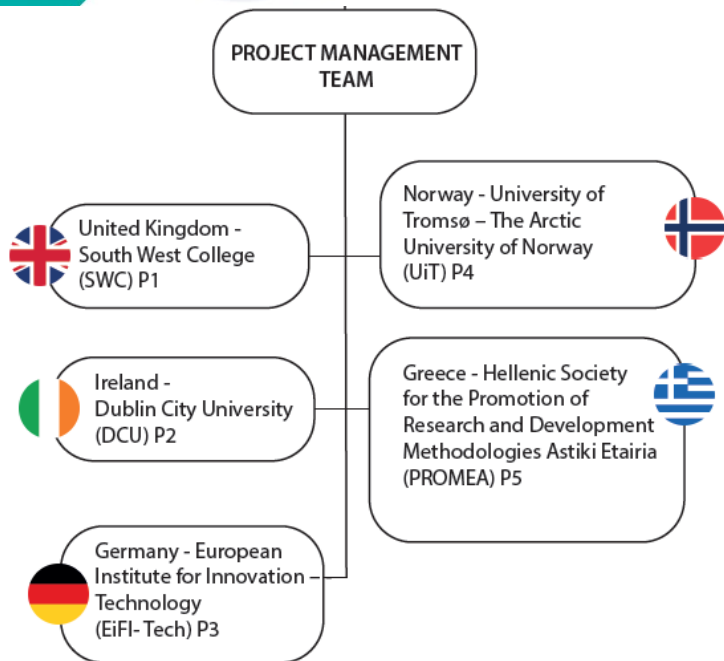 PROJECT MANAGEMENT
TEAM
United Kingdom -
South West College
(SWC) P1
Norway - University of
Tromsø – The Arctic
University of Norway
(UiT) P4
Ireland -
Dublin City University
(DCU) P2
Greece - Hellenic Society
for the Promotion of
Research and Development
Methodologies Astiki Etairia
(PROMEA) P5
Germany - European
Institute for Innovation –
Technology
(EiFI- Tech) P3